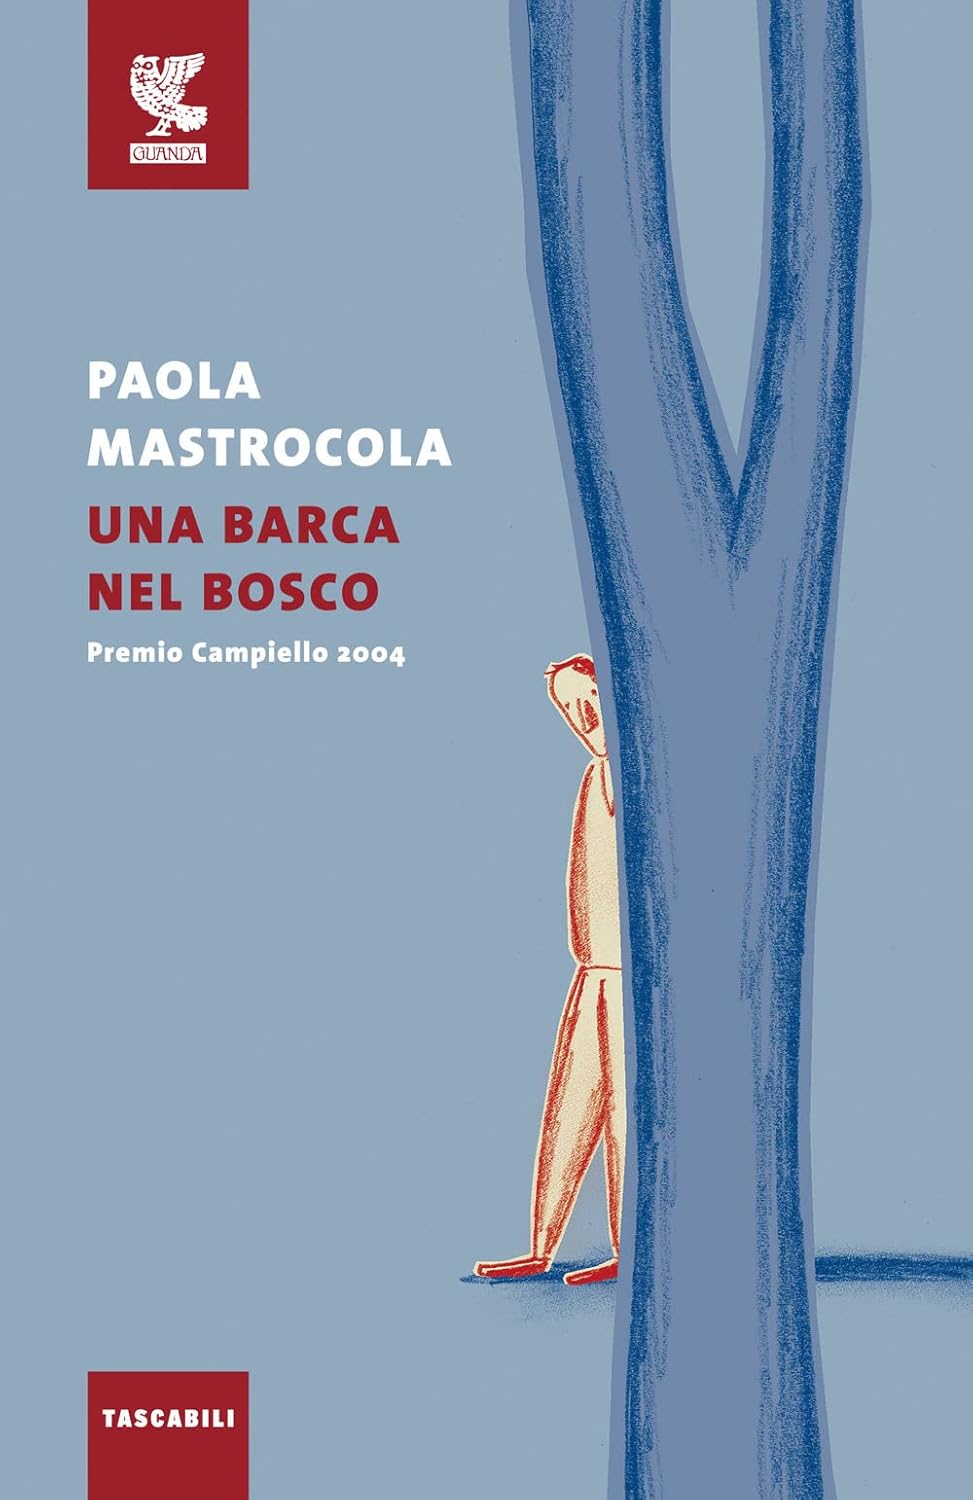 GUANDA
PAOLA
MASTROCOLA
UNA BARCA
NEL BOSCO
Premio Campiello 2004
TASCABILI